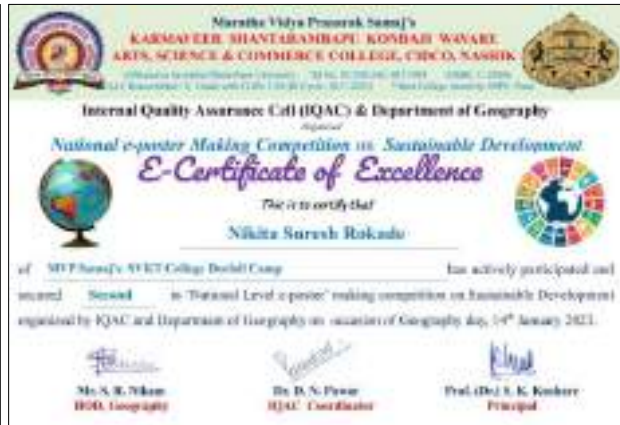 Maratha Vidya Prasarak Samaj's
KARMAVEER SHANTARAMBAPU KONDAJI WAVARE
ARTS, SCIENCE & COMMERCE COLLEGE, CIDCO, NASHIK
Internal Quality Assurance Cell (IQAC) & Department of Geography
Organized
National e-poster Making Competition on Sustainable Development
E-Certificate of Excellence
This is to certify that
Nikita Suresh Rokade
of MVP Samaj's SVKT College Deolali Camp has actively participated and
secured Second in 'National Level e-poster' making competition on Sustainable Development
organized by IQAC and Department of Geography on occasion of Geography day, 14th January 2022.
Mr. S. R. Nikam
HOD, Geography
Dr. D. N. Pawar
IQAC Coordinator
Prof. (Dr.) S. K. Kushare
Principal